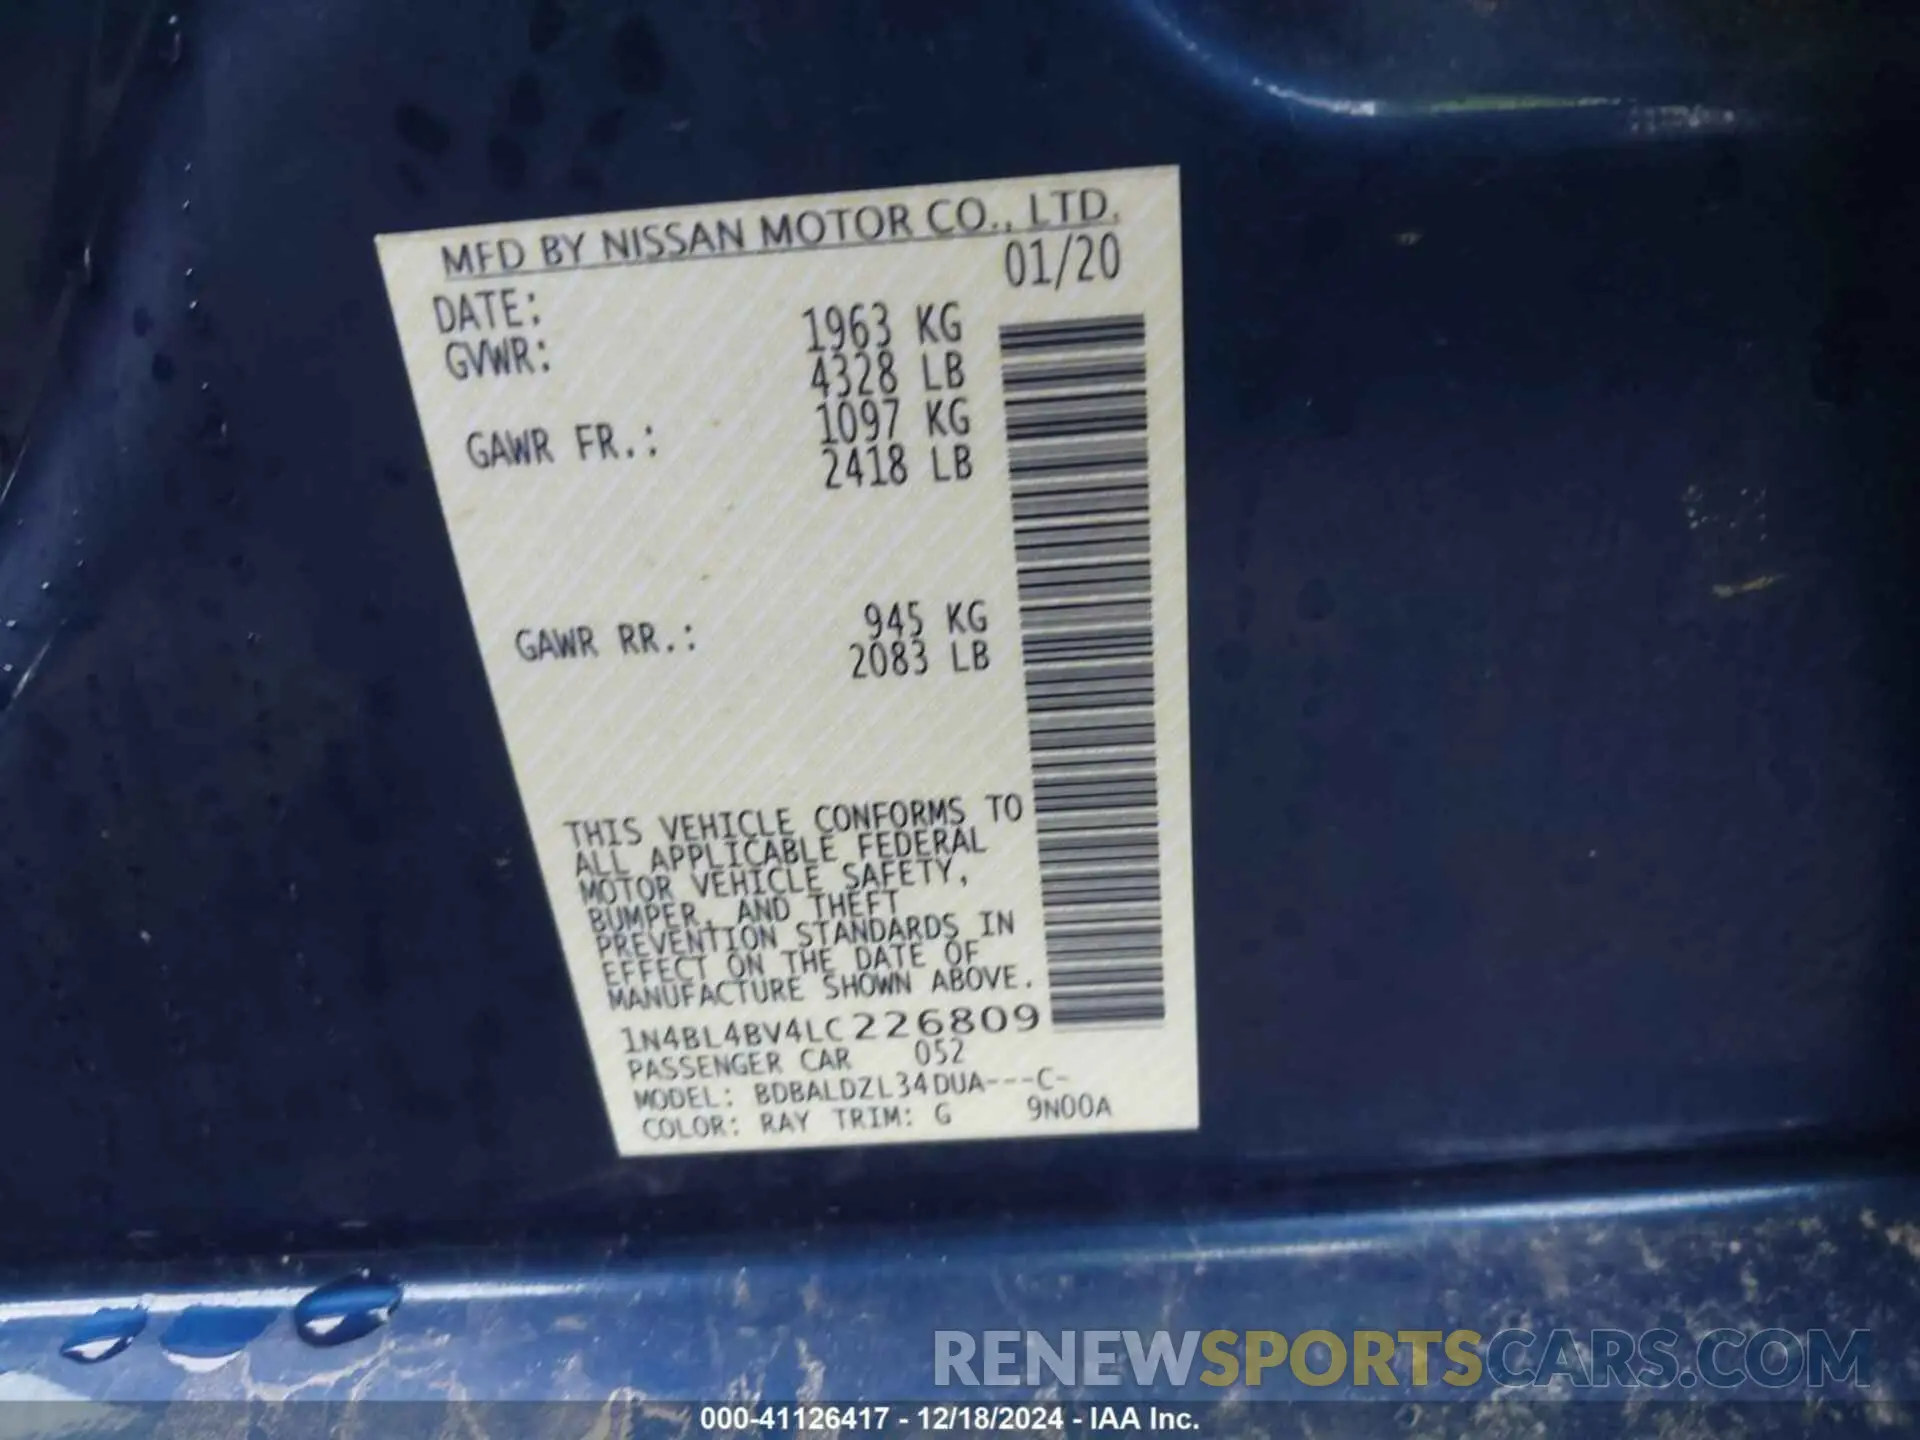 MFD BY NISSAN MOTOR CO., LTD.
DATE: 01/20
GVWR: 1963 KG
4328 LB
GAWR FR.: 1097 KG
2418 LB
GAWR RR.: 945 KG
2083 LB
THIS VEHICLE CONFORMS TO
ALL APPLICABLE FEDERAL
MOTOR VEHICLE SAFETY,
BUMPER, AND THEFT
PREVENTION STANDARDS IN
EFFECT ON THE DATE OF
MANUFACTURE SHOWN ABOVE.
1N4BL4BV4LC226809
PASSENGER CAR 052
MODEL: BDBALDZL34DUA---C-
COLOR: RAY TRIM: G 9N00A
RENEWSPORTSCARS.COM
000-41126417 - 12/18/2024 - IAA Inc.